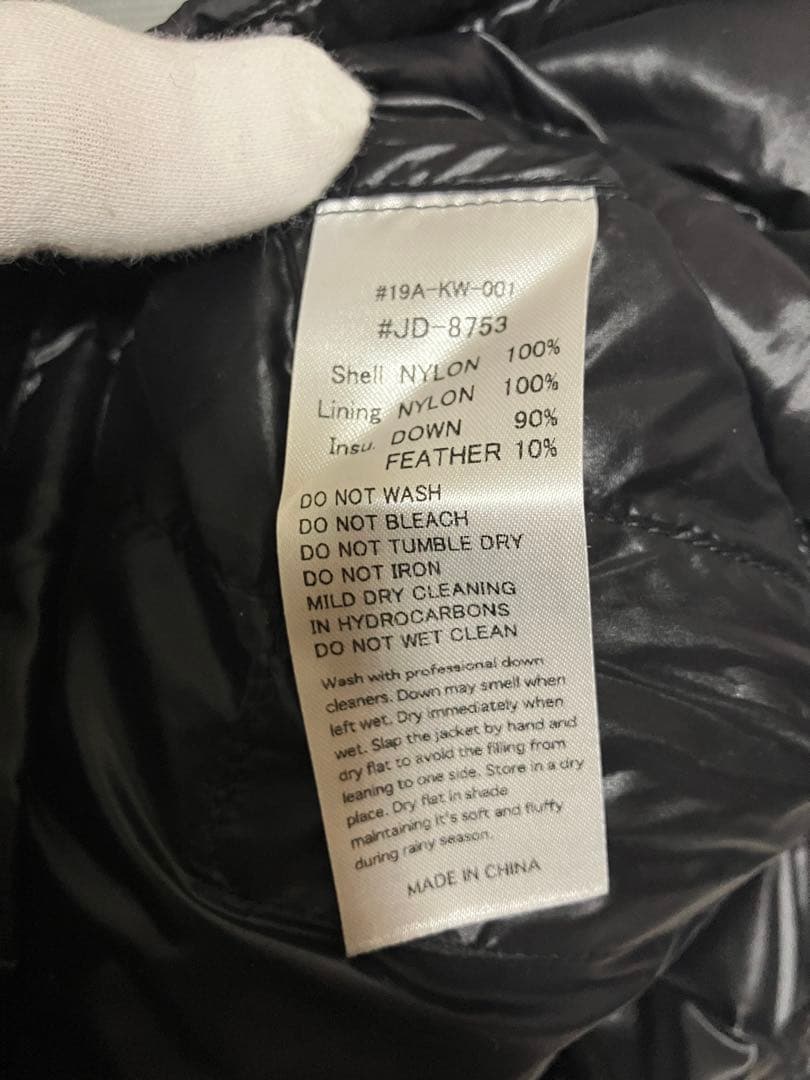 #19A-KW-001
#JD-8753
Shell NYLON 100%
Lining NYLON 100%
Insu. DOWN 90%
FEATHER 10%
DO NOT WASH
DO NOT BLEACH
DO NOT TUMBLE DRY
DO NOT IRON
MILD DRY CLEANING
IN HYDROCARBONS
DO NOT WET CLEAN
Wash with professional down
cleaners. Down may smell when
left wet. Dry immediately when
wet. Slap the jacket by hand and
dry flat to avoid the filling from
leaning to one side. Store in a dry
place. Dry flat in shade
maintaining it's soft and fluffy
during rainy season.
MADE IN CHINA